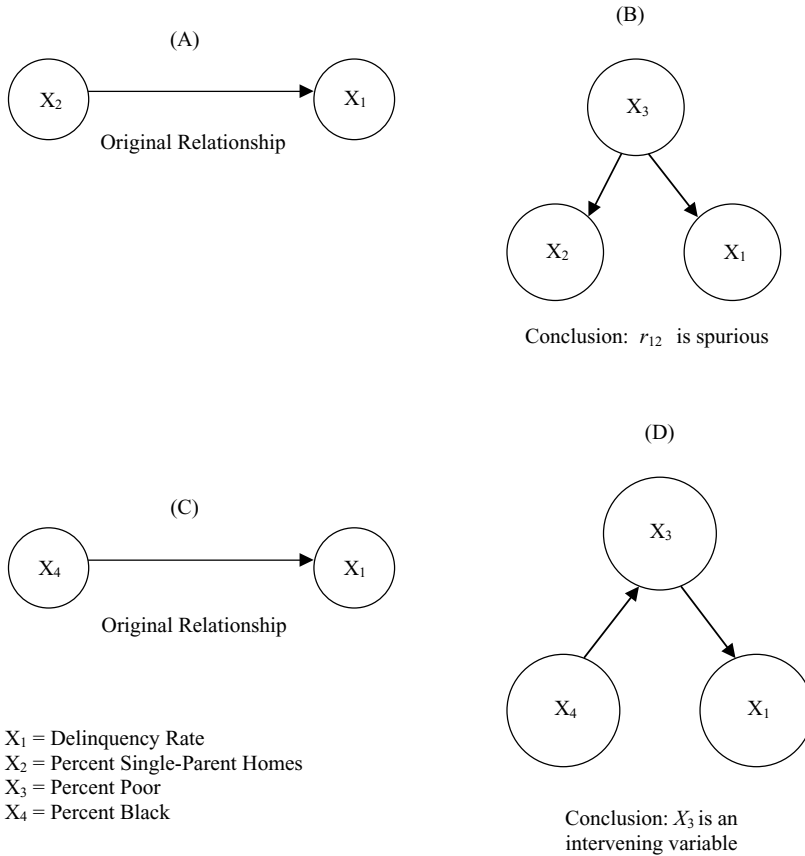 (A)
X₂
X₁
Original Relationship
(B)
X₃
X₂
X₁
Conclusion: r₁₂ is spurious
(C)
X₄
X₁
Original Relationship
(D)
X₃
X₄
X₁
Conclusion: X₃ is an
intervening variable
X₁ = Delinquency Rate
X₂ = Percent Single-Parent Homes
X₃ = Percent Poor
X₄ = Percent Black